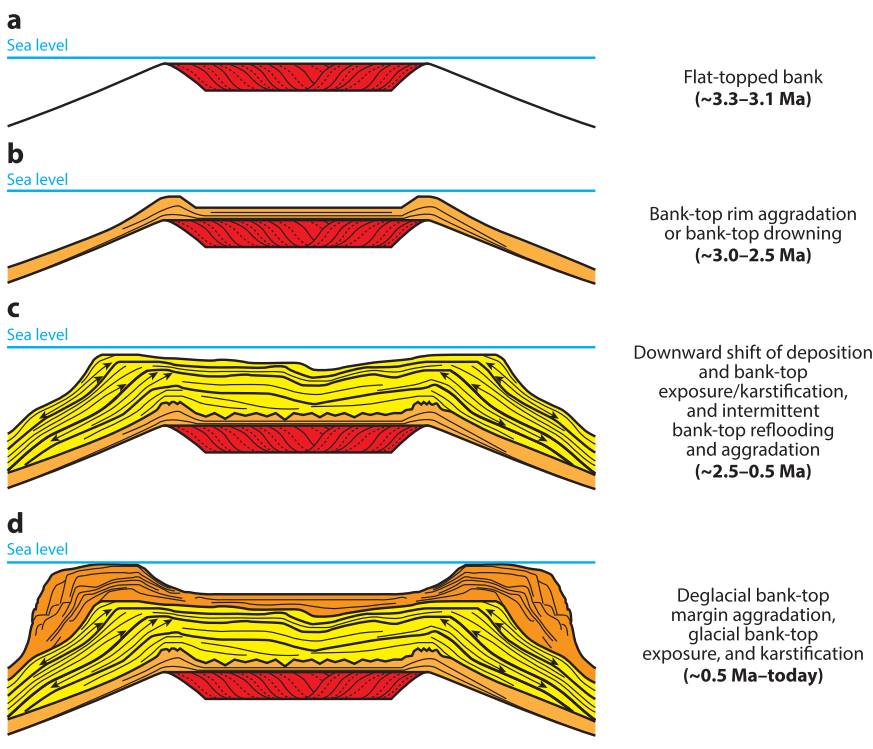 a
Sea level
Flat-topped bank
(~3.3–3.1 Ma)
b
Sea level
Bank-top rim aggradation
or bank-top drowning
(~3.0–2.5 Ma)
c
Sea level
Downward shift of deposition
and bank-top
exposure/karstification,
and intermittent
bank-top reflooding
and aggradation
(~2.5–0.5 Ma)
d
Sea level
Deglacial bank-top
margin aggradation,
glacial bank-top
exposure, and karstification
(~0.5 Ma–today)